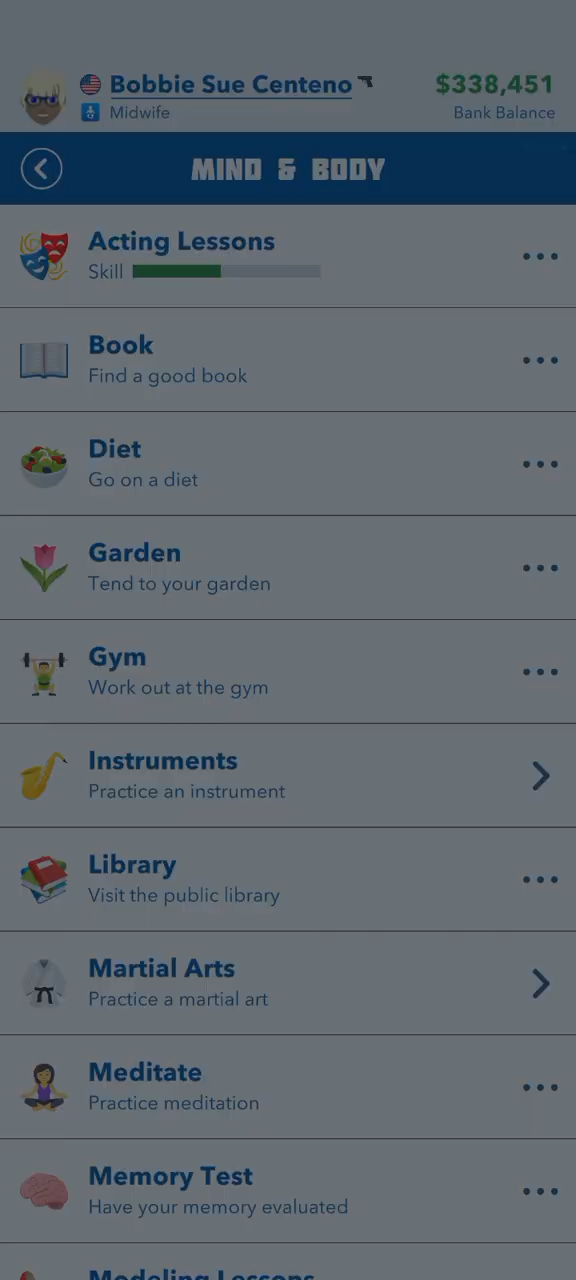 Bobbie Sue Centeno
$338,451
Midwife
Bank Balance
MIND & BODY
Acting Lessons
Skill
Book
Find a good book
Diet
Go on a diet
Garden
Tend to your garden
Gym
Work out at the gym
Instruments
Practice an instrument
Library
Visit the public library
Martial Arts
Practice a martial art
Meditate
Practice meditation
Memory Test
Have your memory evaluated
Modeling Lessons